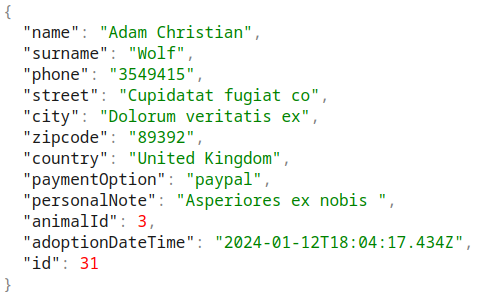 {
  "name": "Adam Christian",
  "surname": "Wolf",
  "phone": "3549415",
  "street": "Cupidatat fugiat co",
  "city": "Dolorum veritatis ex",
  "zipcode": "89392",
  "country": "United Kingdom",
  "paymentOption": "paypal",
  "personalNote": "Asperiores ex nobis ",
  "animalId": 3,
  "adoptionDateTime": "2024-01-12T18:04:17.434Z",
  "id": 31
}